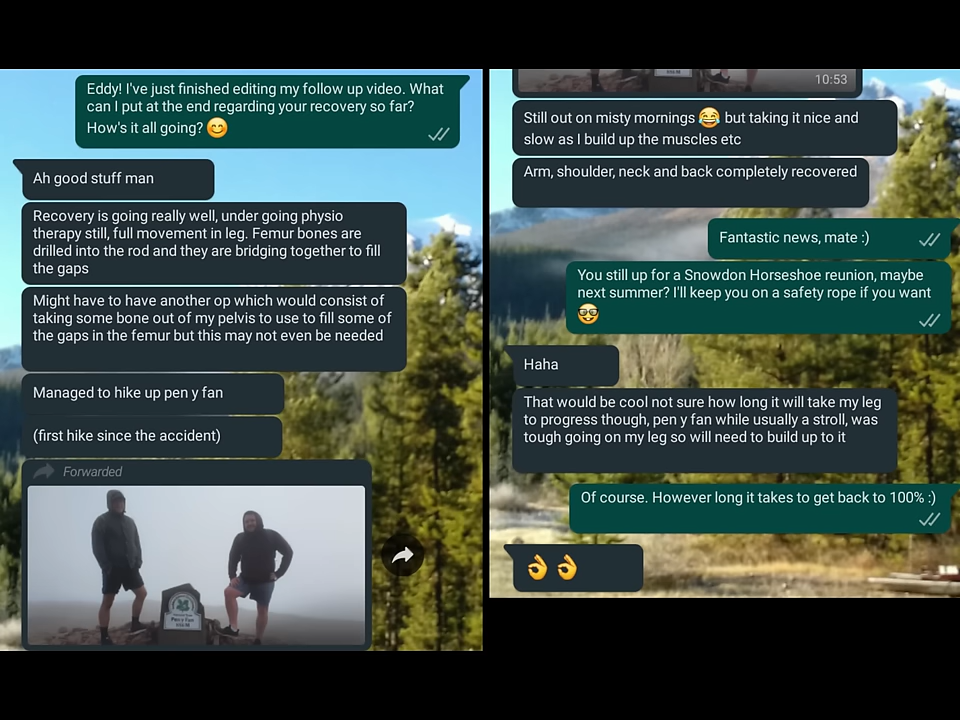 Eddy! I've just finished editing my follow up video. What
can I put at the end regarding your recovery so far?
How's it all going? 😊
Ah good stuff man
Recovery is going really well, under going physio
therapy still, full movement in leg. Femur bones are
drilled into the rod and they are bridging together to fill
the gaps
Might have to have another op which would consist of
taking some bone out of my pelvis to use to fill some of
the gaps in the femur but this may not even be needed
Managed to hike up pen y fan
(first hike since the accident)
Forwarded
Pen y Fan
10:53
Still out on misty mornings 😂 but taking it nice and
slow as I build up the muscles etc
Arm, shoulder, neck and back completely recovered
Fantastic news, mate :)
You still up for a Snowdon Horseshoe reunion, maybe
next summer? I'll keep you on a safety rope if you want
🤓
Haha
That would be cool not sure how long it will take my leg
to progress though, pen y fan while usually a stroll, was
tough going on my leg so will need to build up to it
Of course. However long it takes to get back to 100% :)
👌👌